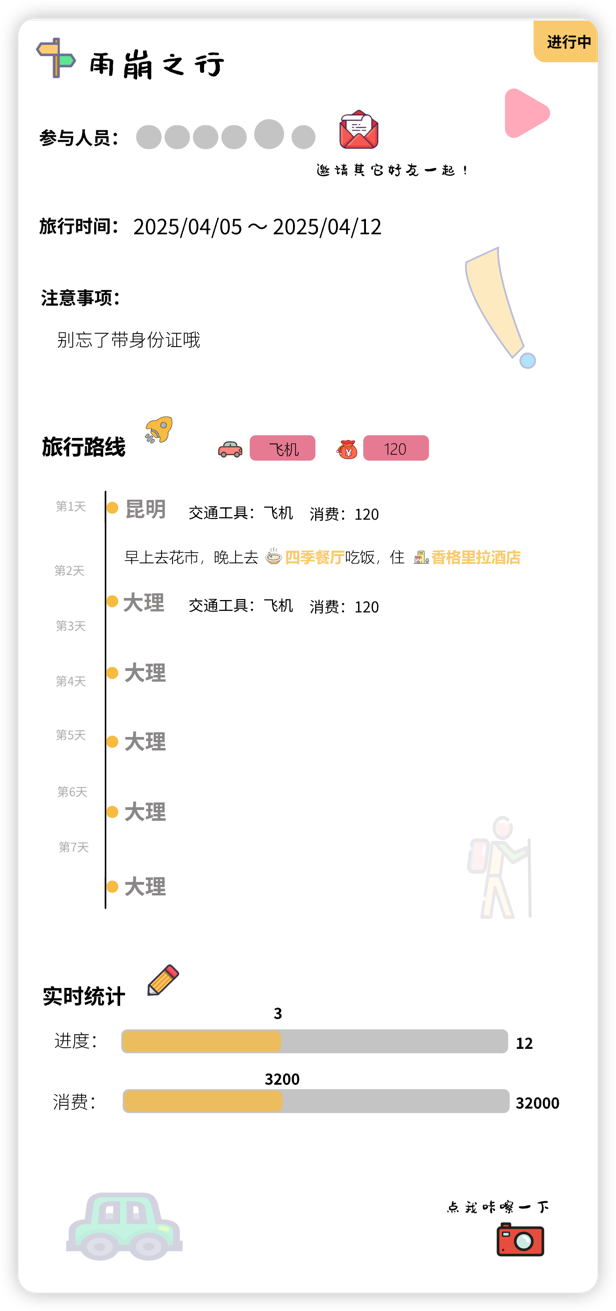 进行中
雨崩之行
参与人员：
邀请其它好友一起！
旅行时间： 2025/04/05 ～ 2025/04/12
注意事项：
别忘了带身份证哦
旅行路线 飞机 120
第1天 昆明 交通工具：飞机 消费：120
早上去花市，晚上去 四季餐厅吃饭，住 香格里拉酒店
第2天
大理 交通工具：飞机 消费：120
第3天
大理
第4天
第5天
大理
第6天
大理
第7天
大理
实时统计
3
进度： 12
3200
消费： 32000
点我咔嚓一下